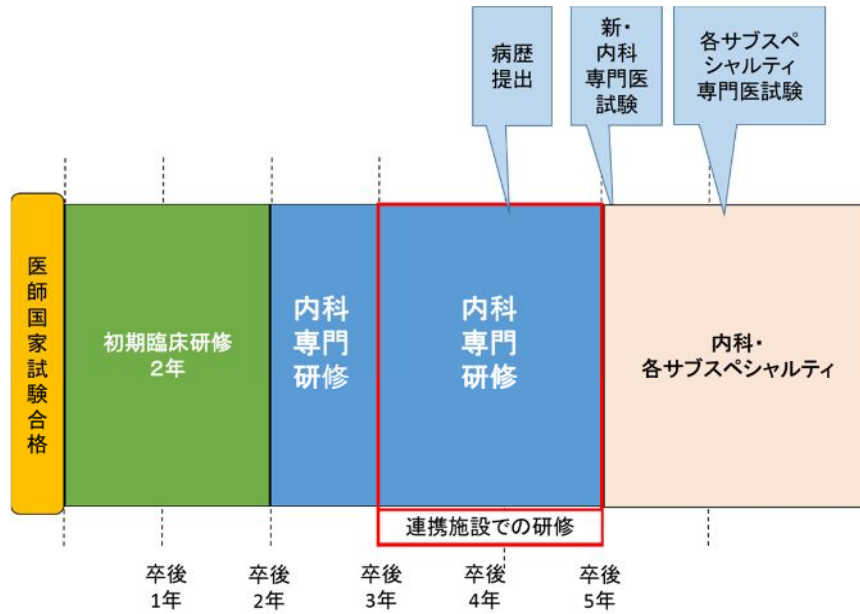 病歴
提出
新・
内科
専門医
試験
各サブスペ
シャルティ
専門医試験
医師国家試験合格
初期臨床研修
２年
内科
専門
研修
内科
専門
研修
内科・
各サブスペシャルティ
連携施設での研修
卒後
1年
卒後
2年
卒後
3年
卒後
4年
卒後
5年